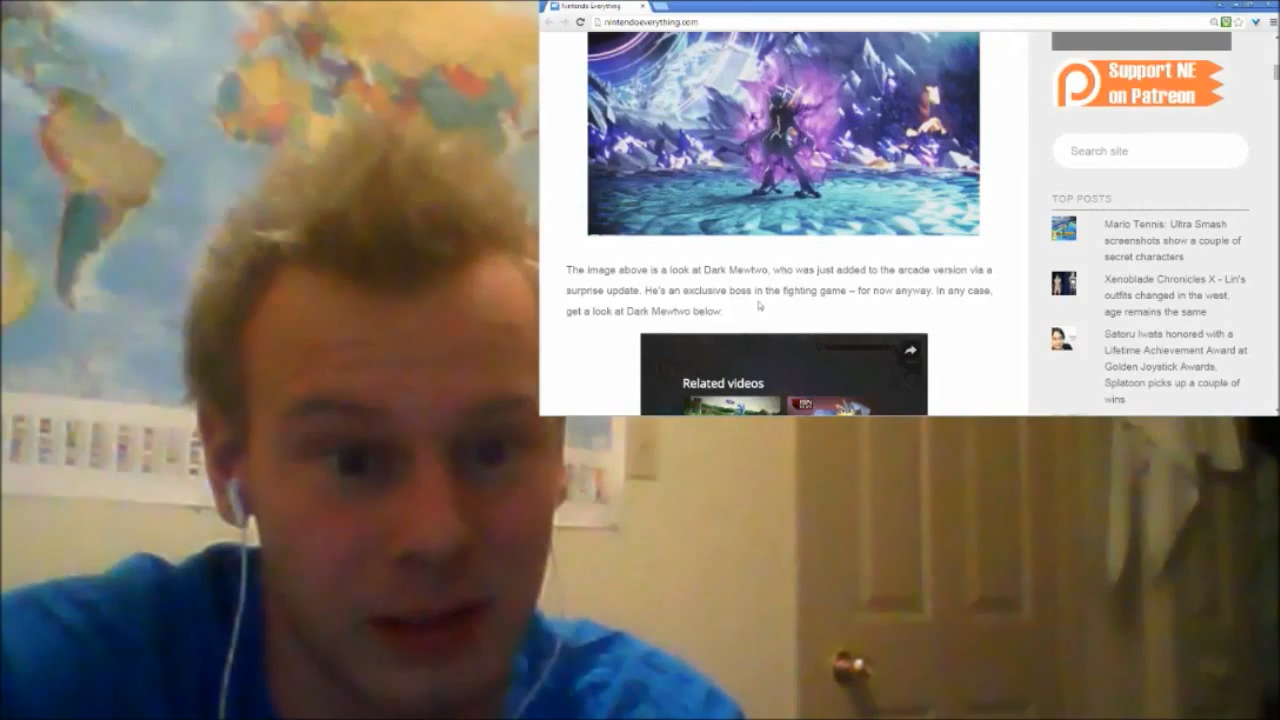 Nintendo Everything
nintendoeverything.com
Support NE
on Patreon
Search site
TOP POSTS
Mario Tennis: Ultra Smash
screenshots show a couple of
secret characters
Xenoblade Chronicles X - Lin's
outfits changed in the west,
age remains the same
Satoru Iwata honored with a
Lifetime Achievement Award at
Golden Joystick Awards,
Splatoon picks up a couple of
wins
The image above is a look at Dark Mewtwo, who was just added to the arcade version via a
surprise update. He's an exclusive boss in the fighting game – for now anyway. In any case,
get a look at Dark Mewtwo below.
Related videos